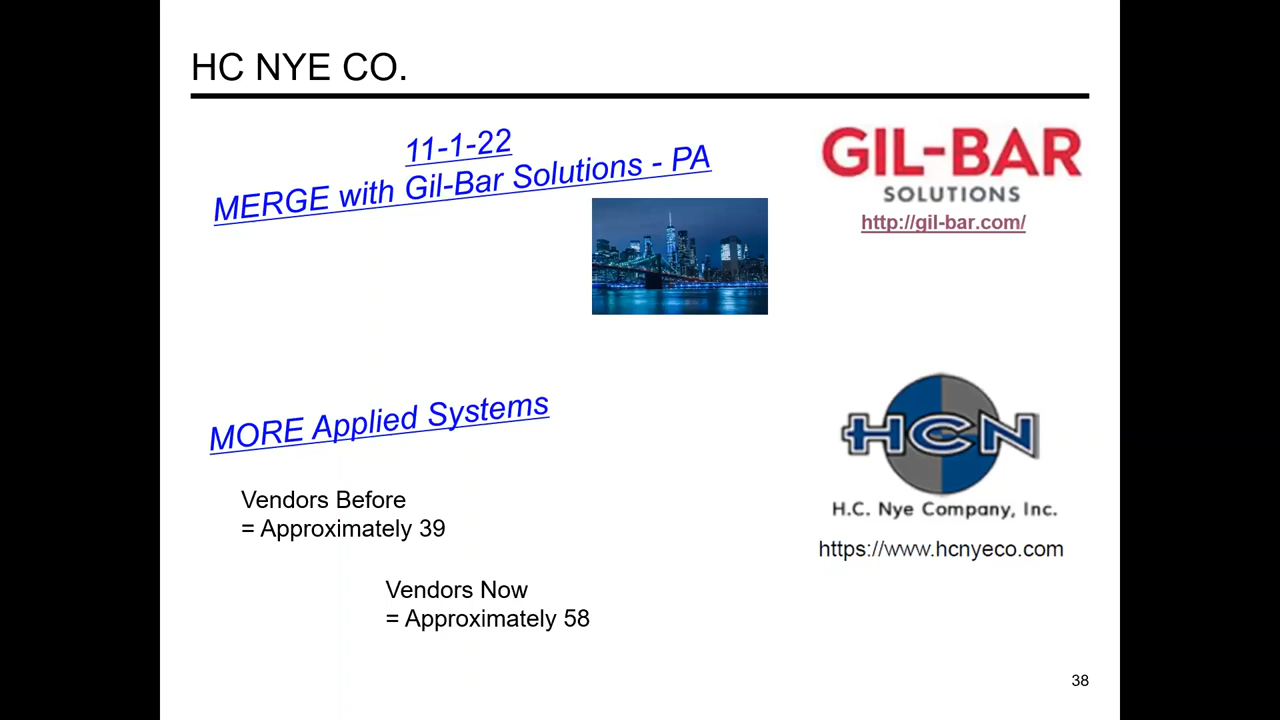 HC NYE CO.
11-1-22
MERGE with Gil-Bar Solutions - PA
GIL-BAR
SOLUTIONS
http://gil-bar.com/
MORE Applied Systems
HCN
H.C. Nye Company, Inc.
https://www.hcnyeco.com
Vendors Before
= Approximately 39
Vendors Now
= Approximately 58
38